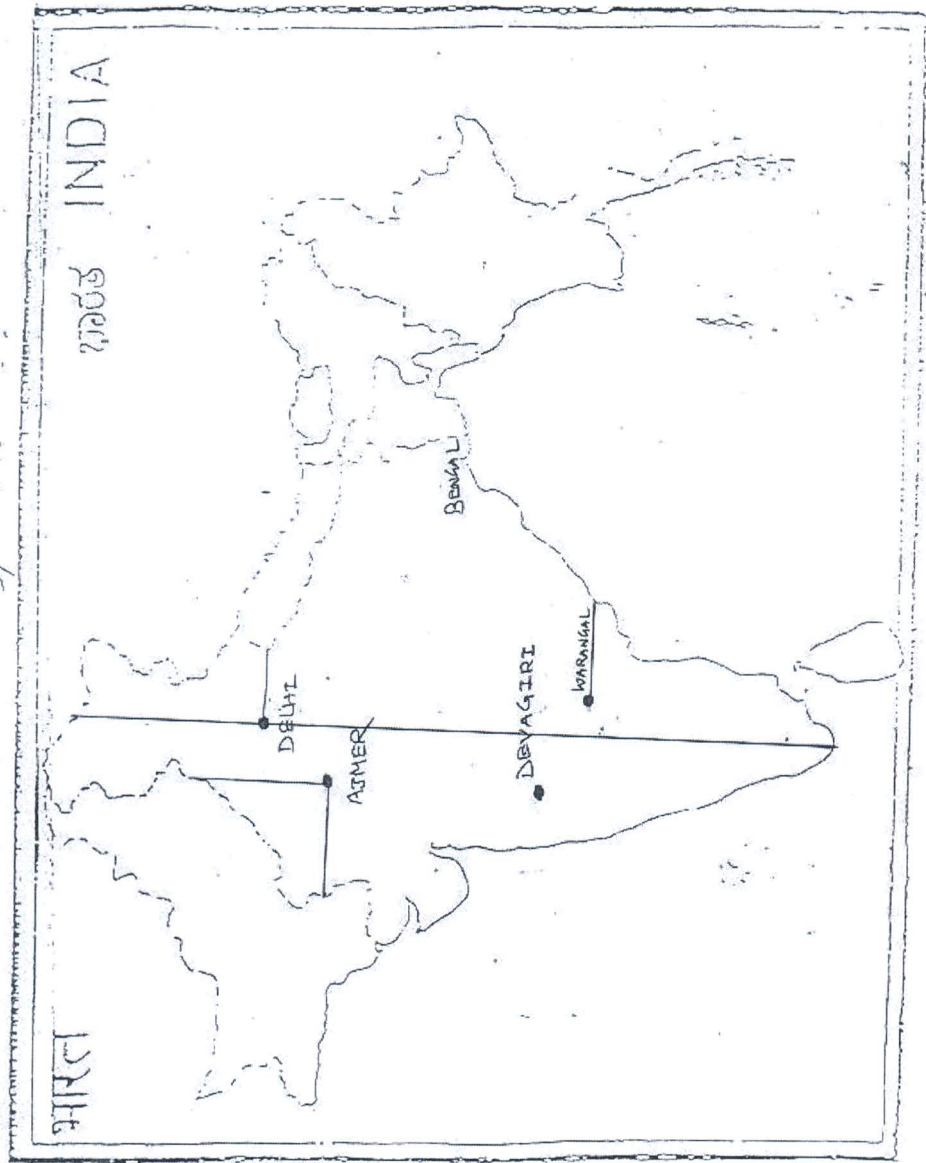 भारत
ಭಾರತ
INDIA
DELHI
AJMER
BENGAL
DEVAGIRI
WARANGAL